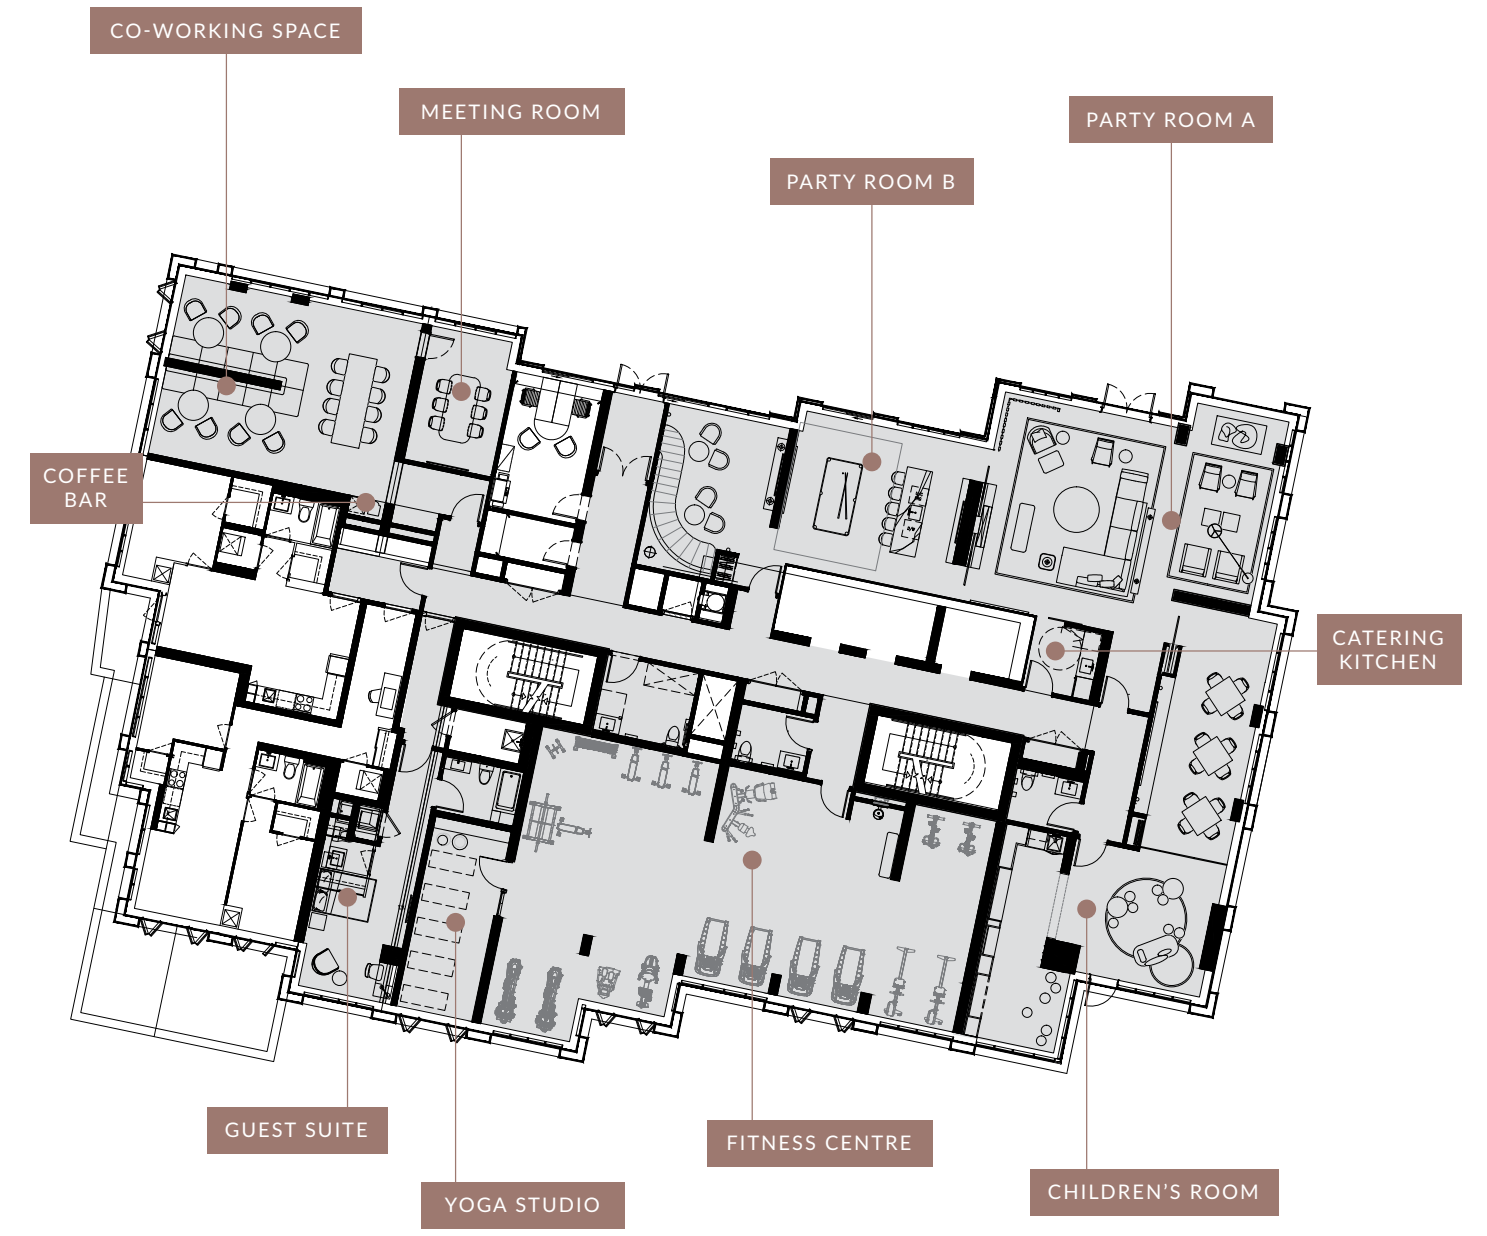 CO-WORKING SPACE
MEETING ROOM
PARTY ROOM A
PARTY ROOM B
COFFEE
BAR
CATERING
KITCHEN
GUEST SUITE
FITNESS CENTRE
CHILDREN’S ROOM
YOGA STUDIO